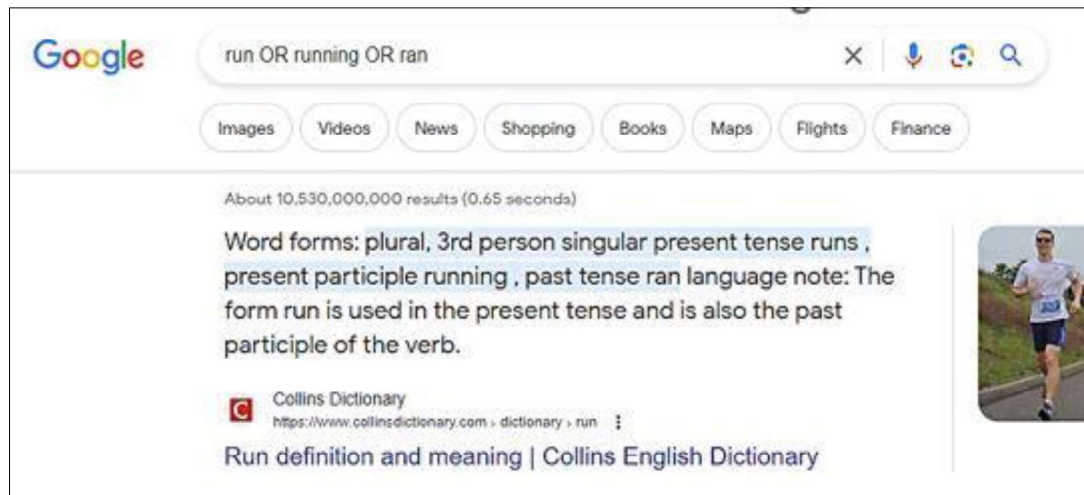 Google
run OR running OR ran
Images Videos News Shopping Books Maps Flights Finance
About 10,530,000,000 results (0.65 seconds)
Word forms: plural, 3rd person singular present tense runs ,
present participle running , past tense ran language note: The
form run is used in the present tense and is also the past
participle of the verb.
C
Collins Dictionary
https://www.collinsdictionary.com › dictionary › run
Run definition and meaning | Collins English Dictionary